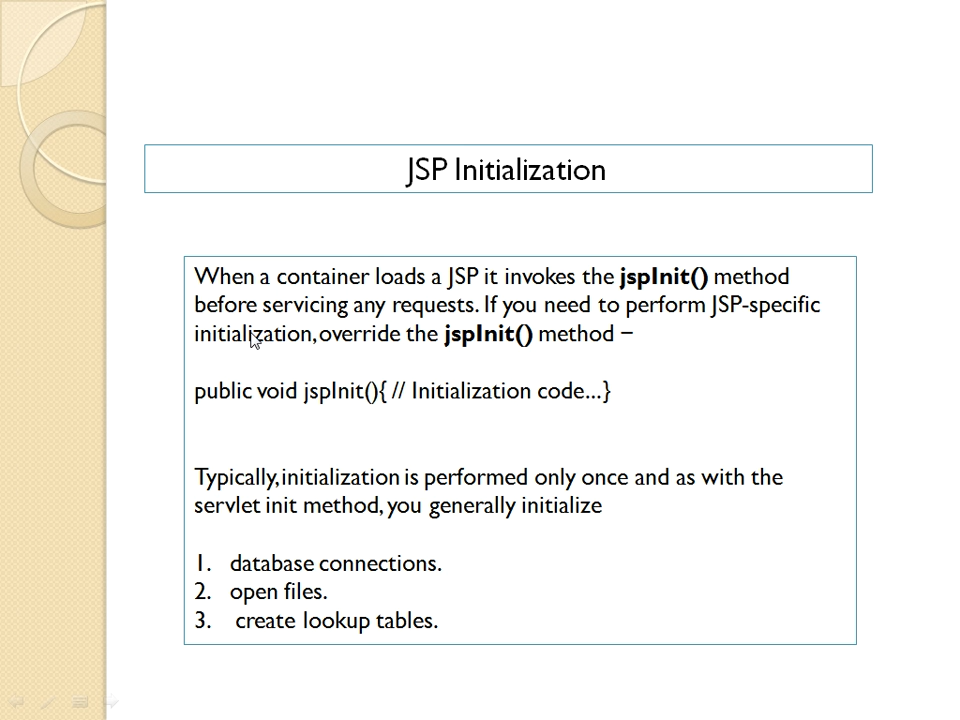 JSP Initialization
When a container loads a JSP it invokes the jspInit() method
before servicing any requests. If you need to perform JSP-specific
initialization, override the jspInit() method −
public void jspInit(){ // Initialization code...}
Typically, initialization is performed only once and as with the
servlet init method, you generally initialize
1. database connections.
2. open files.
3. create lookup tables.